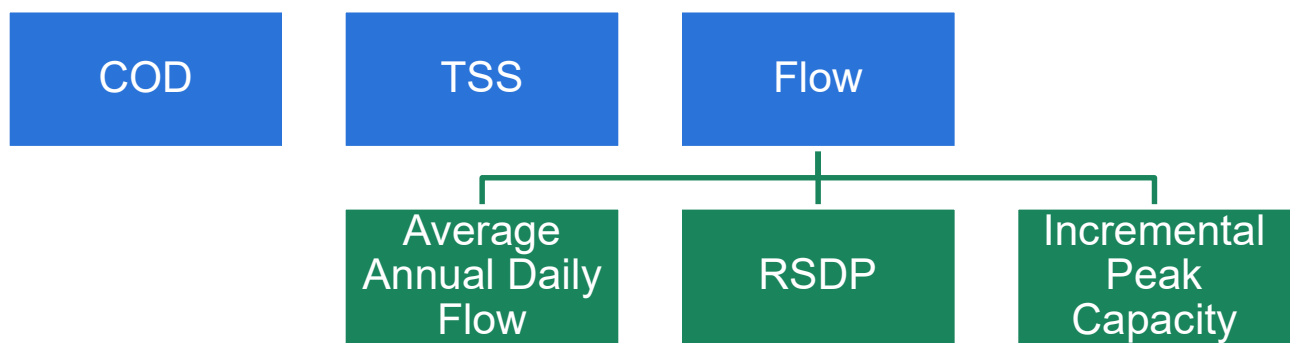 COD
TSS
Flow
Average
Annual Daily
Flow
RSDP
Incremental
Peak
Capacity